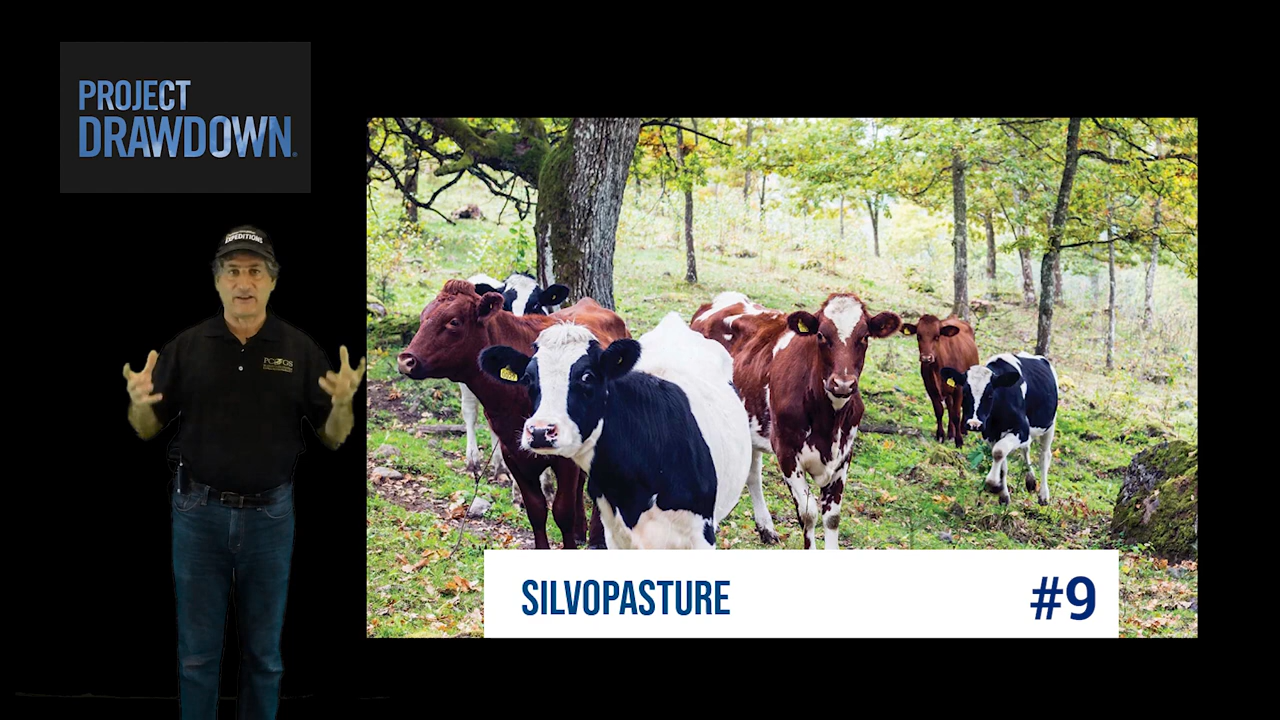 PROJECT
DRAWDOWN®
EXPEDITIONS
SILVOPASTURE
#9